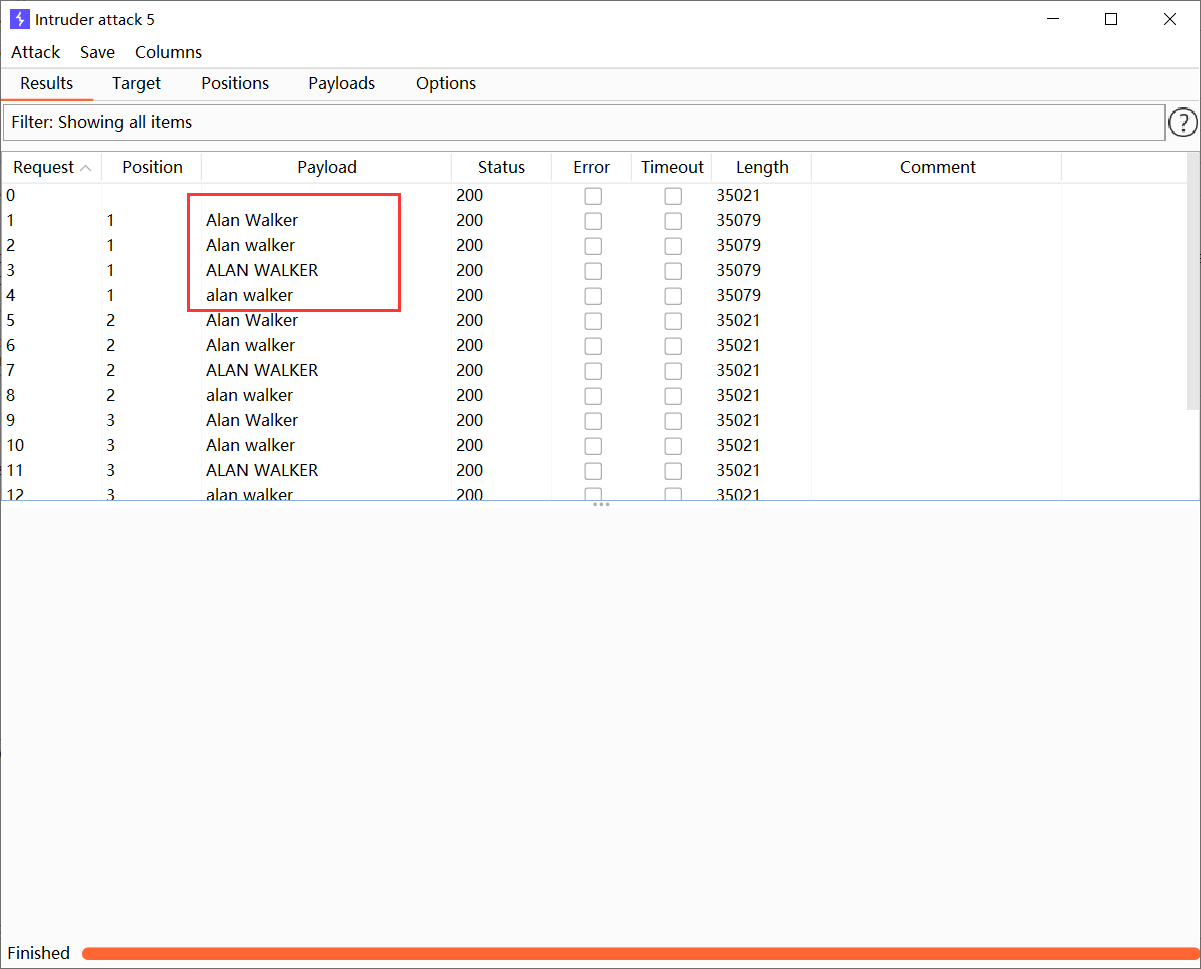 Intruder attack 5
Attack Save Columns
Results Target Positions Payloads Options
Filter: Showing all items
?
Request Position Payload Status Error Timeout Length Comment
0 200 35021
1 1 Alan Walker 200 35079
2 1 Alan walker 200 35079
3 1 ALAN WALKER 200 35079
4 1 alan walker 200 35079
5 2 Alan Walker 200 35021
6 2 Alan walker 200 35021
7 2 ALAN WALKER 200 35021
8 2 alan walker 200 35021
9 3 Alan Walker 200 35021
10 3 Alan walker 200 35021
11 3 ALAN WALKER 200 35021
12 3 alan walker 200 35021
Finished